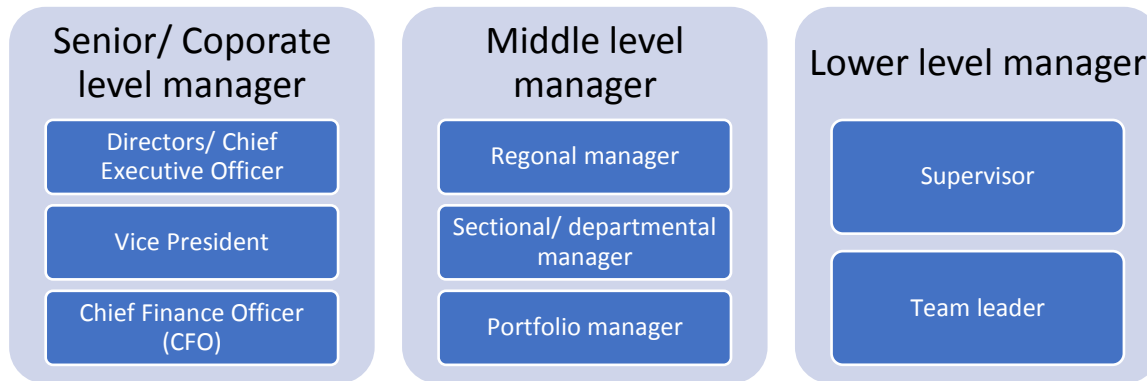 Senior/ Coporate
level manager
Directors/ Chief
Executive Officer
Vice President
Chief Finance Officer
(CFO)
Middle level
manager
Regonal manager
Sectional/ departmental
manager
Portfolio manager
Lower level manager
Supervisor
Team leader